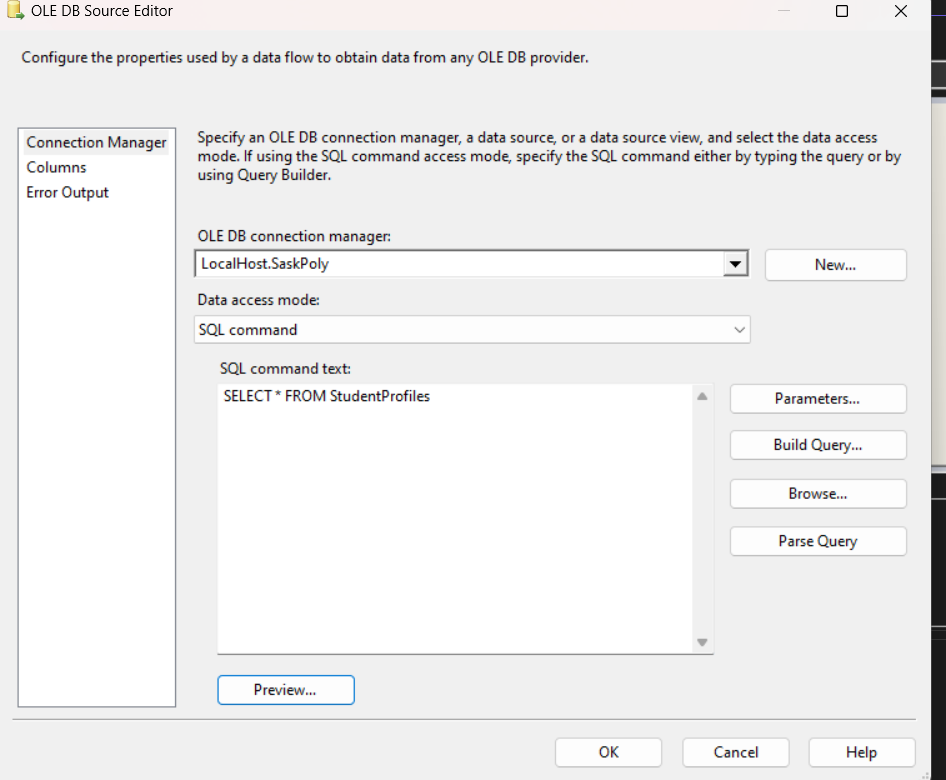 OLE DB Source Editor
Configure the properties used by a data flow to obtain data from any OLE DB provider.
Connection Manager
Columns
Error Output
Specify an OLE DB connection manager, a data source, or a data source view, and select the data access
mode. If using the SQL command access mode, specify the SQL command either by typing the query or by
using Query Builder.
OLE DB connection manager:
LocalHost.SaskPoly
New...
Data access mode:
SQL command
SQL command text:
SELECT * FROM StudentProfiles
Parameters...
Build Query...
Browse...
Parse Query
Preview...
OK
Cancel
Help